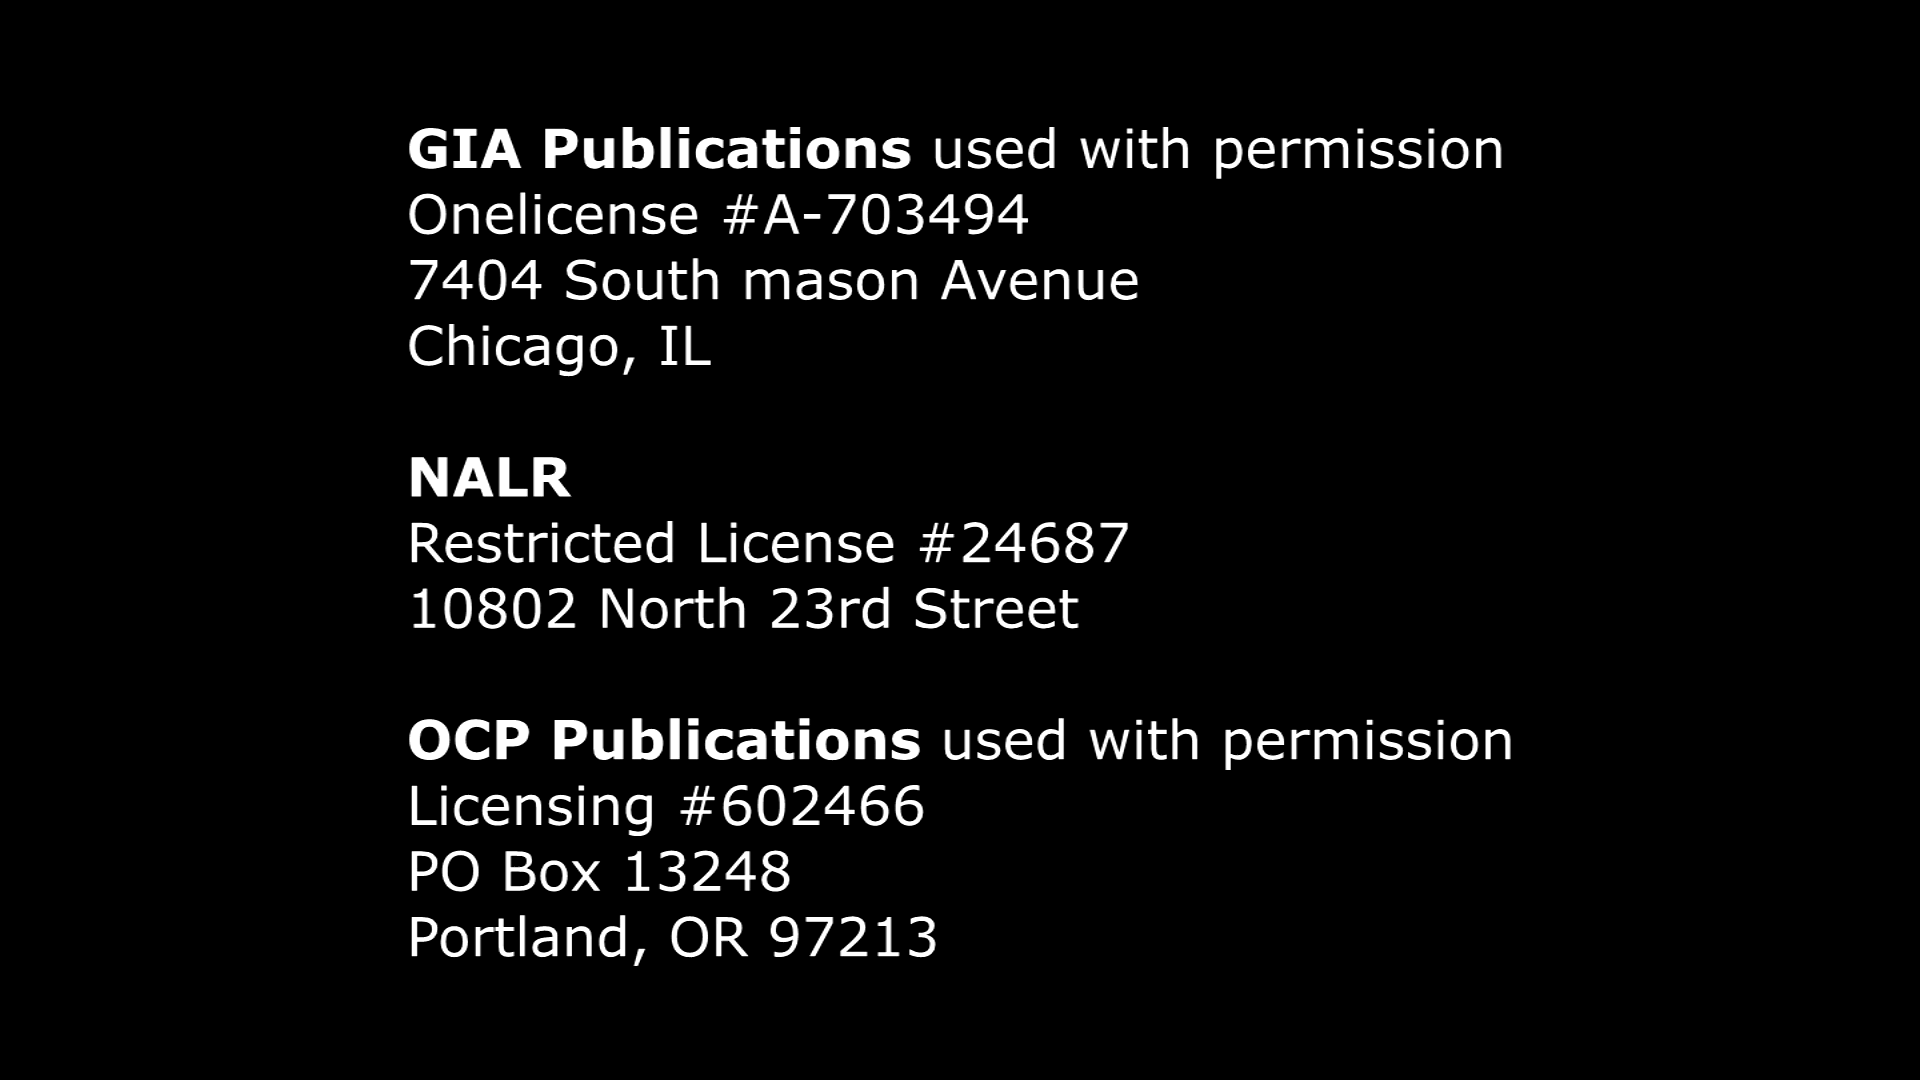 GIA Publications used with permission
Onelicense #A-703494
7404 South mason Avenue
Chicago, IL
NALR
Restricted License #24687
10802 North 23rd Street
OCP Publications used with permission
Licensing #602466
PO Box 13248
Portland, OR 97213